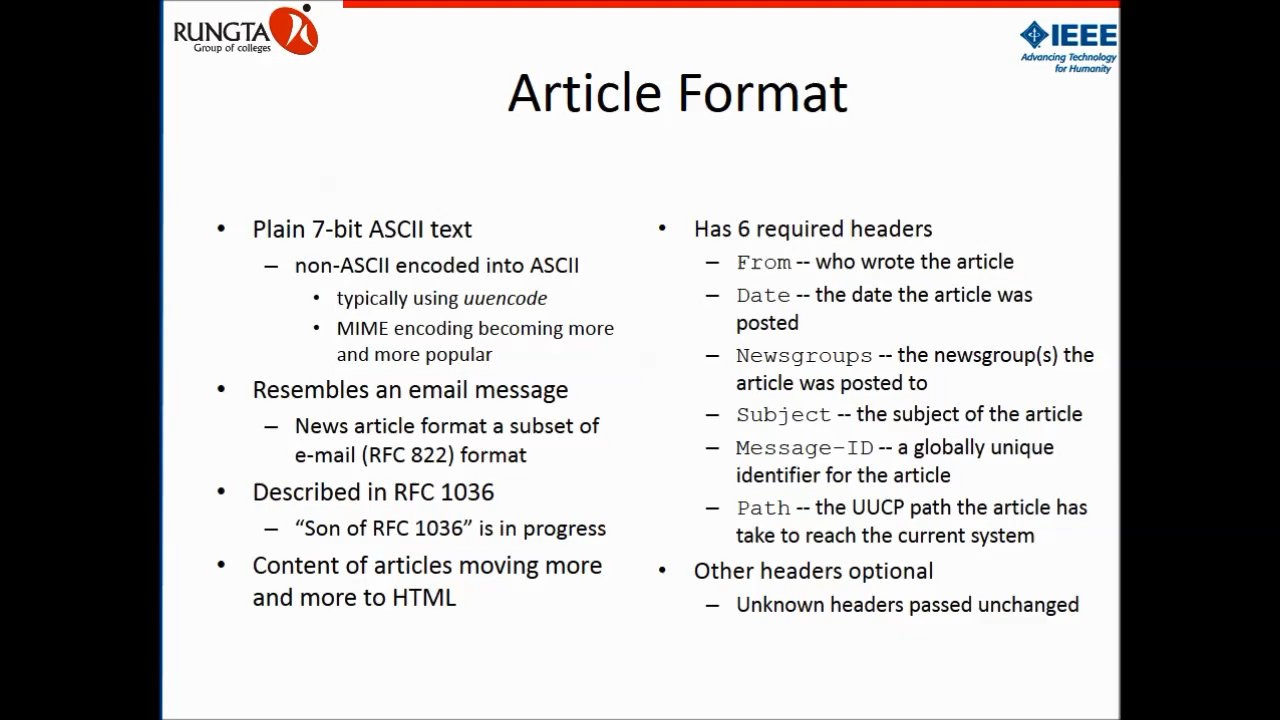 RUNGTA
Group of colleges
IEEE
Advancing Technology
for Humanity
Article Format
• Plain 7-bit ASCII text
– non-ASCII encoded into ASCII
• typically using uuencode
• MIME encoding becoming more
and more popular
• Resembles an email message
– News article format a subset of
e-mail (RFC 822) format
• Described in RFC 1036
– “Son of RFC 1036” is in progress
• Content of articles moving more
and more to HTML
• Has 6 required headers
– From -- who wrote the article
– Date -- the date the article was
posted
– Newsgroups -- the newsgroup(s) the
article was posted to
– Subject -- the subject of the article
– Message-ID -- a globally unique
identifier for the article
– Path -- the UUCP path the article has
take to reach the current system
• Other headers optional
– Unknown headers passed unchanged